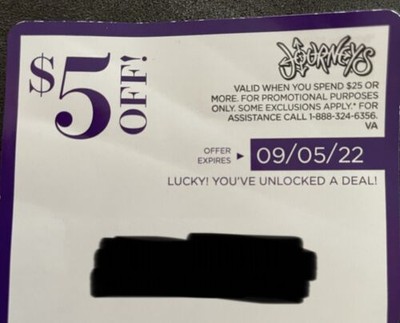 $5 OFF!
JOURNEYS
VALID WHEN YOU SPEND $25 OR
MORE. FOR PROMOTIONAL PURPOSES
ONLY. SOME EXCLUSIONS APPLY.* FOR
ASSISTANCE CALL 1-888-324-6356.
VA
OFFER
EXPIRES
09/05/22
LUCKY! YOU'VE UNLOCKED A DEAL!